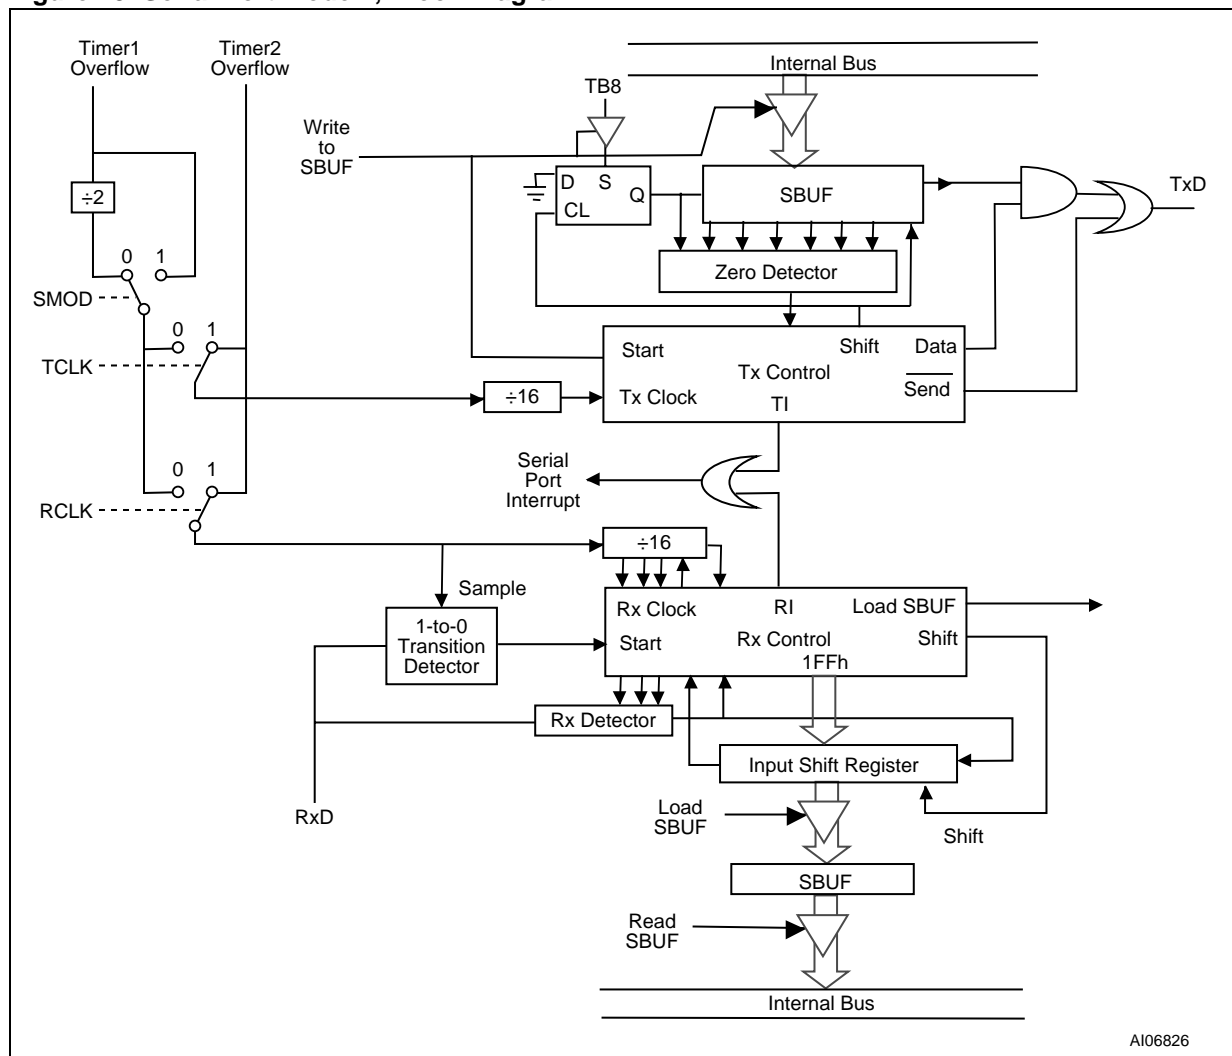 Timer1
Overflow
Timer2
Overflow
Internal Bus
TB8
Write
to
SBUF
÷2
D
S
Q
CL
SBUF
TxD
Zero Detector
0
1
SMOD
0
1
TCLK
Start
Shift
Data
Tx Control
Send
÷16
Tx Clock
TI
Serial
Port
Interrupt
0
1
RCLK
÷16
Sample
Rx Clock
RI
Load SBUF
1-to-0
Transition
Detector
Start
Rx Control
Shift
1FFh
Rx Detector
Input Shift Register
RxD
Load
SBUF
Shift
SBUF
Read
SBUF
Internal Bus
AI06826